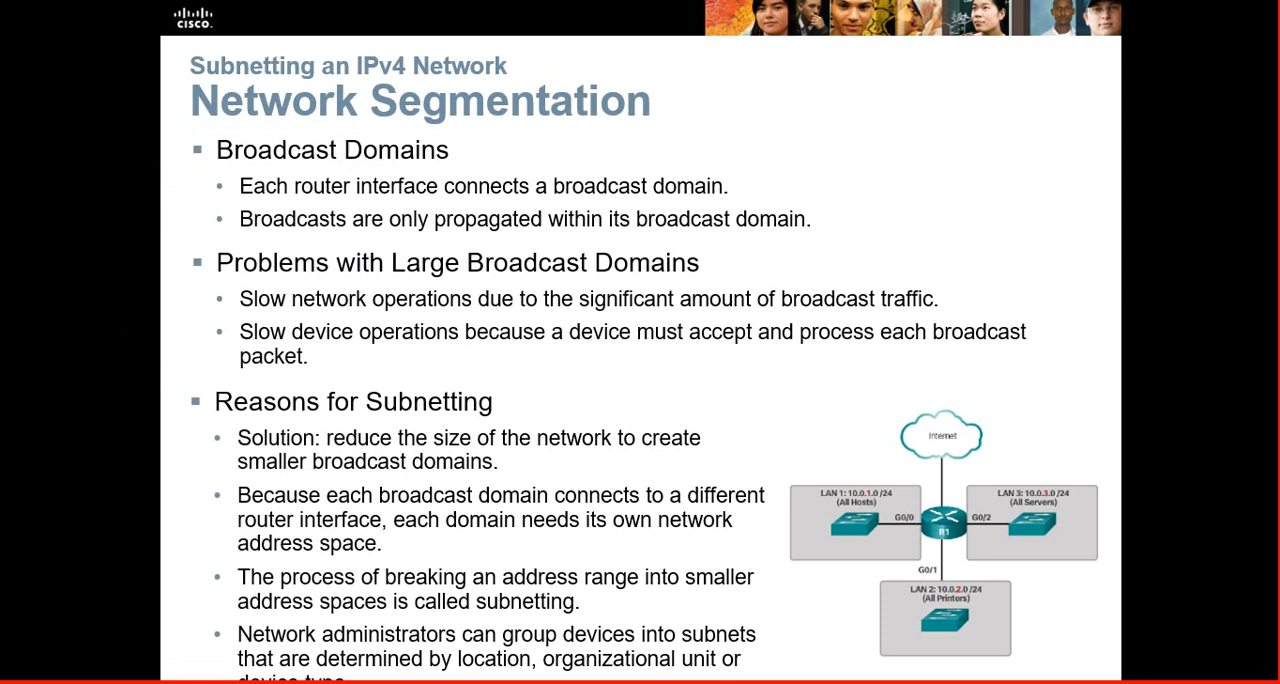 CISCO.
Subnetting an IPv4 Network
Network Segmentation
Broadcast Domains
Each router interface connects a broadcast domain.
Broadcasts are only propagated within its broadcast domain.
Problems with Large Broadcast Domains
Slow network operations due to the significant amount of broadcast traffic.
Slow device operations because a device must accept and process each broadcast
packet.
Reasons for Subnetting
Solution: reduce the size of the network to create
smaller broadcast domains.
Because each broadcast domain connects to a different
router interface, each domain needs its own network
address space.
The process of breaking an address range into smaller
address spaces is called subnetting.
Network administrators can group devices into subnets
that are determined by location, organizational unit or
device type
Internet
LAN 1: 10.0.1.0 /24
(All Hosts)
G0/0
R1
G0/2
LAN 3: 10.0.3.0 /24
(All Servers)
G0/1
LAN 2: 10.0.2.0 /24
(All Printers)